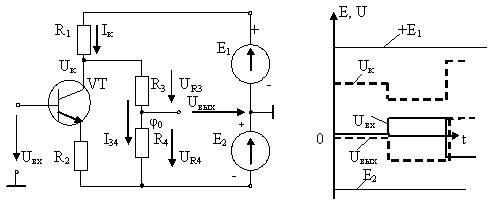 R₁
Iк
+
E₁
-
Uк
VT
R₃
UR3
Uвых
φ₀
+
I34
R₄
UR4
E₂
-
Uвх
R₂
E, U
+E₁
Uк
Uвх
0
t
Uвых
E₂